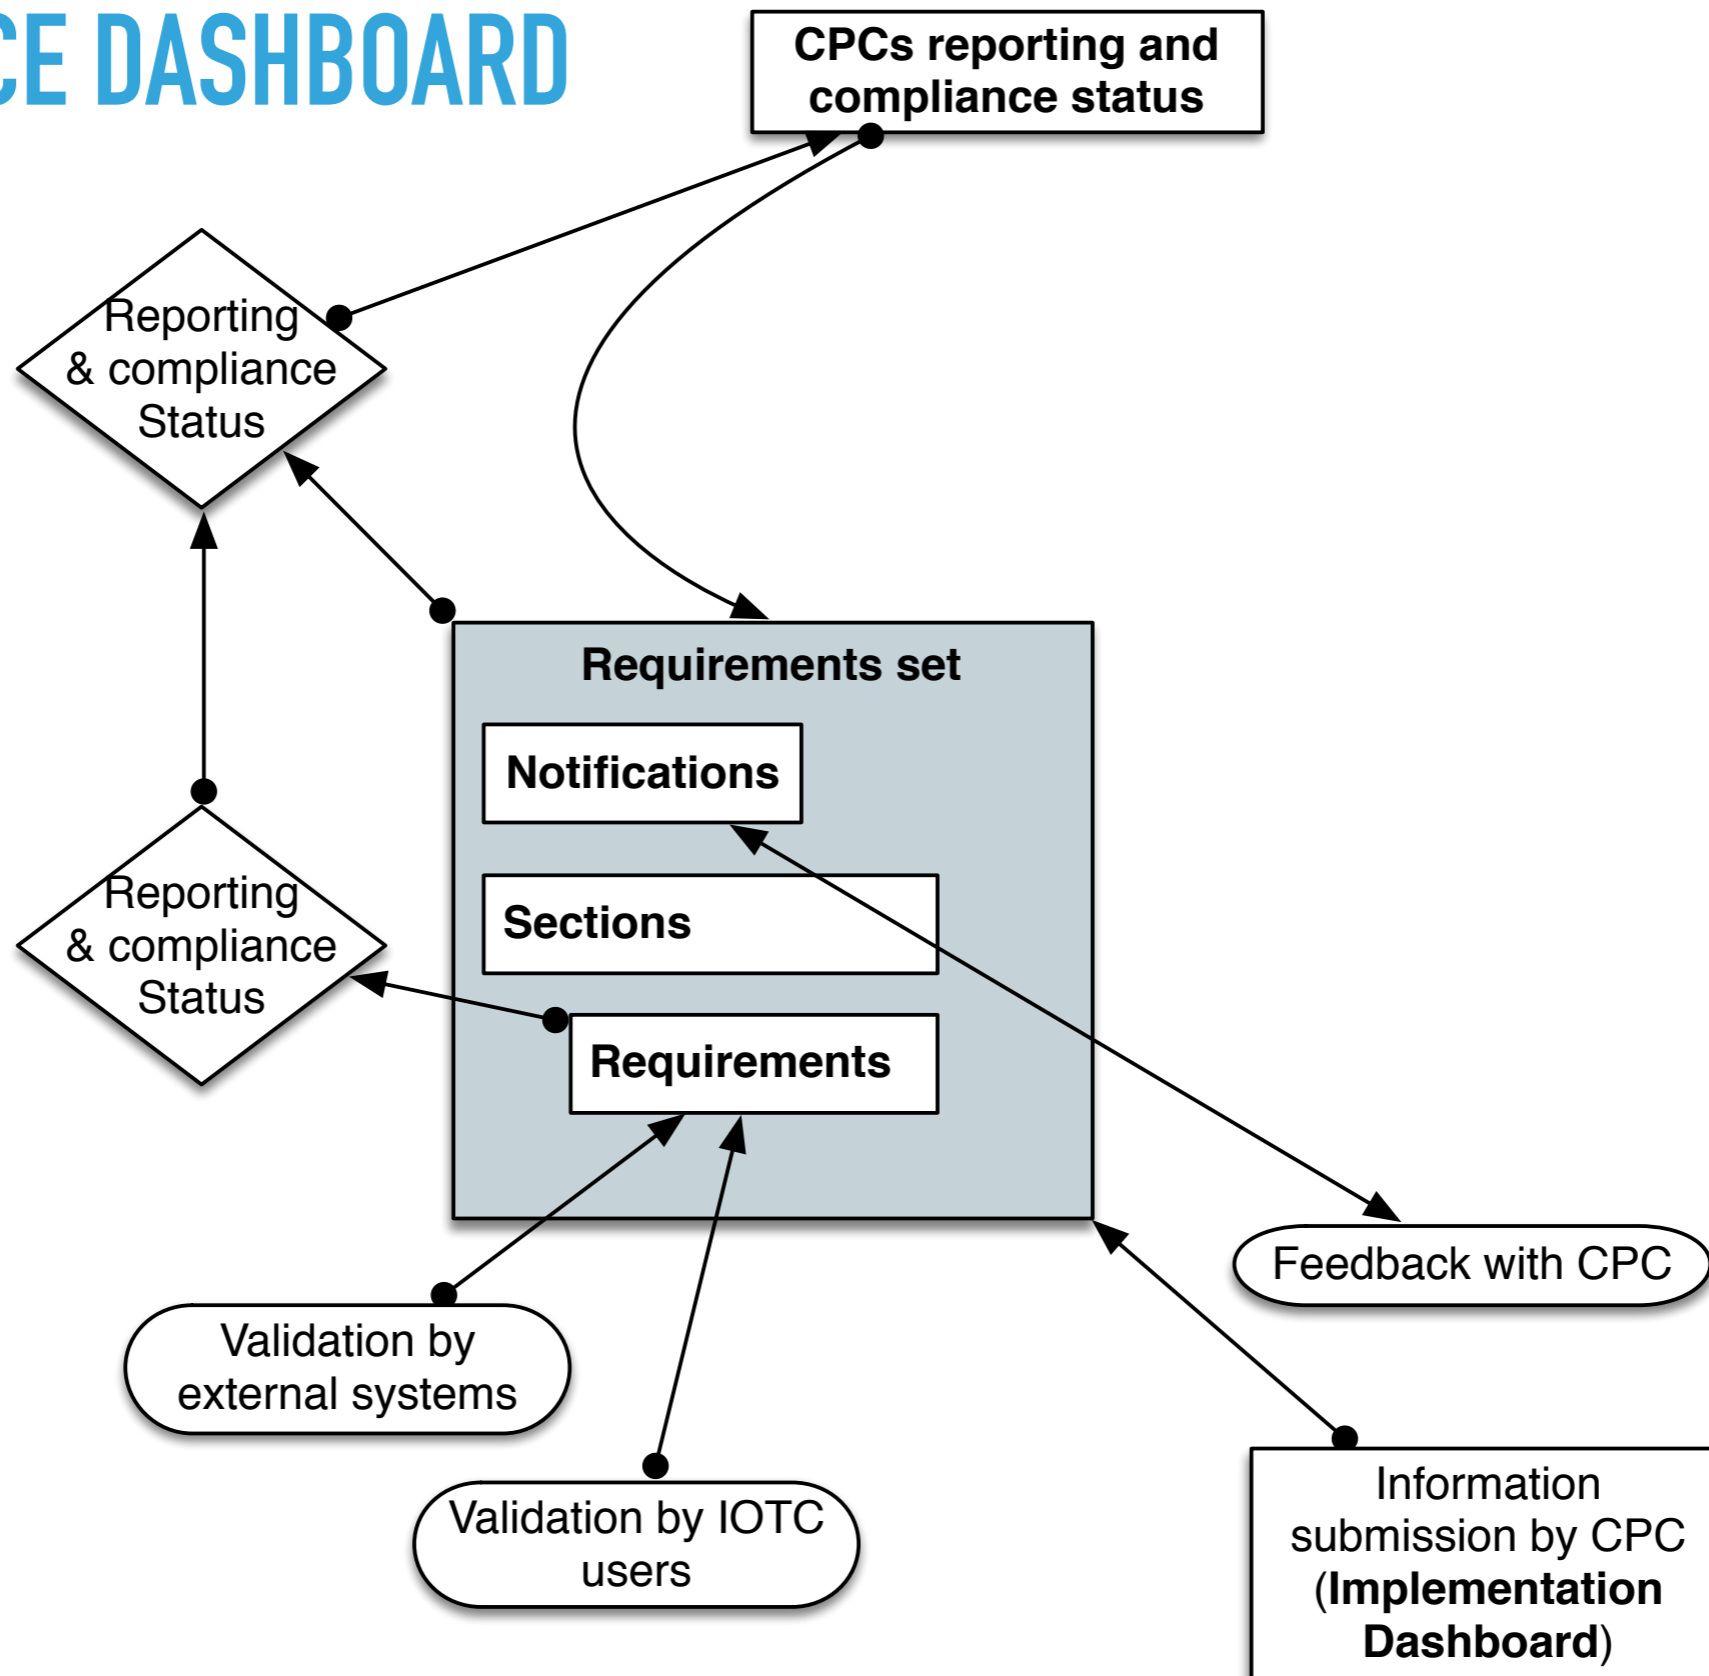 CE DASHBOARD
CPCs reporting and
compliance status
Reporting
& compliance
Status
Requirements set
Notifications
Reporting
& compliance
Status
Sections
Requirements
Feedback with CPC
Validation by
external systems
Validation by IOTC
users
Information
submission by CPC
(Implementation
Dashboard)